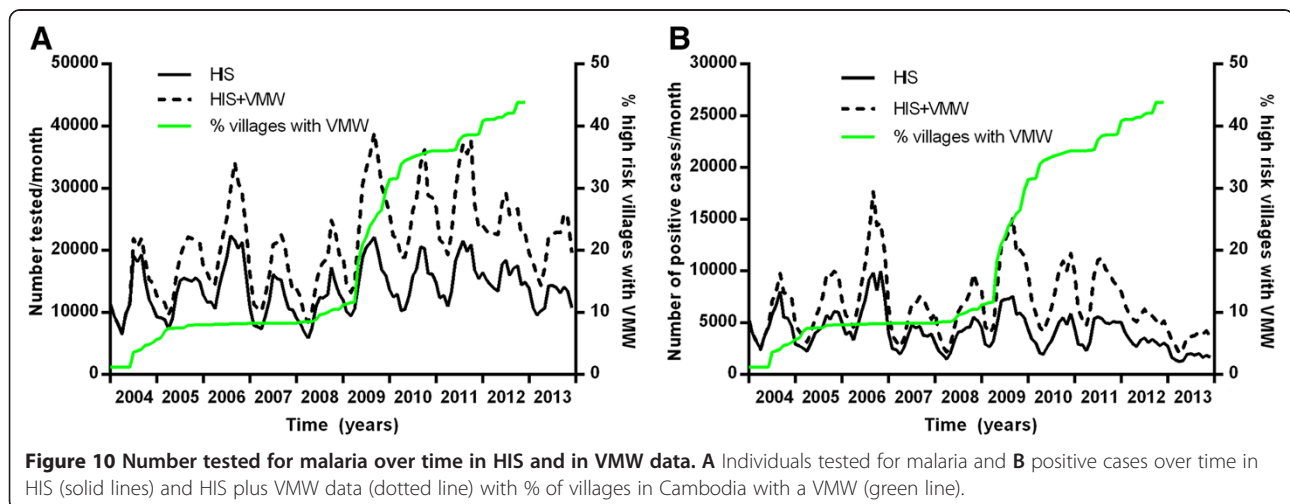 A
50000
40000
30000
20000
10000
0
Number tested/month
HIS
HIS+VMW
% villages with VMW
50
40
30
20
10
0
% high risk villages with VMW
2004 2005 2006 2007 2008 2009 2010 2011 2012 2013
Time (years)
B
30000
25000
20000
15000
10000
5000
0
Number of positive cases/month
HIS
HIS+VMW
% villages with VMW
50
40
30
20
10
0
% high risk villages with VMW
2004 2005 2006 2007 2008 2009 2010 2011 2012 2013
Time (years)
Figure 10 Number tested for malaria over time in HIS and in VMW data. A Individuals tested for malaria and B positive cases over time in
HIS (solid lines) and HIS plus VMW data (dotted line) with % of villages in Cambodia with a VMW (green line).